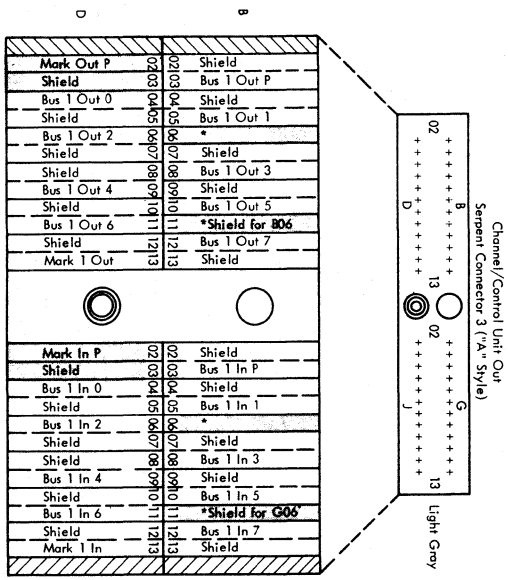 D B
Mark Out P 02 02 Shield
Shield 03 03 Bus 1 Out P
Bus 1 Out 0 04 04 Shield
Shield 05 05 Bus 1 Out 1
Bus 1 Out 2 06 06 *
Shield 07 07 Shield
Shield 08 08 Bus 1 Out 3
Bus 1 Out 4 09 09 Shield
Shield 10 10 Bus 1 Out 5
Bus 1 Out 6 11 11 *Shield for B06
Shield 12 12 Bus 1 Out 7
Mark 1 Out 13 13 Shield
Mark In P 02 02 Shield
Shield 03 03 Bus 1 In P
Bus 1 In 0 04 04 Shield
Shield 05 05 Bus 1 In 1
Bus 1 In 2 06 06 *
Shield 07 07 Shield
Shield 08 08 Bus 1 In 3
Bus 1 In 4 09 09 Shield
Shield 10 10 Bus 1 In 5
Bus 1 In 6 11 11 *Shield for G06
Shield 12 12 Bus 1 In 7
Mark 1 In 13 13 Shield
02
D B
13
02
J G
13
Channel/Control Unit Out
Serpent Connector 3 ("A" Style)
Light Gray